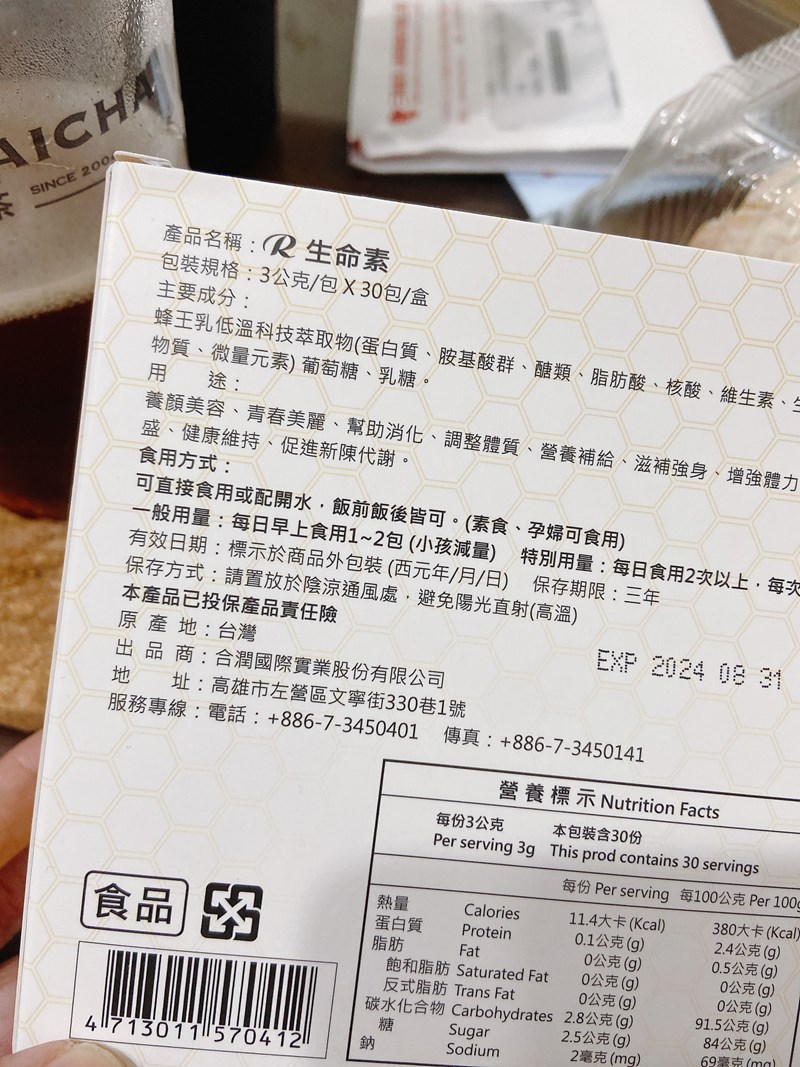 AICHA
SINCE 200
茶
產品名稱：R 生命素
包裝規格：3公克/包 X 30包/盒
主要成分：
蜂王乳低溫科技萃取物(蛋白質、胺基酸群、醣類、脂肪酸、核酸、維生素、生
物質、微量元素) 葡萄糖、乳糖。
用 途：
養顏美容、青春美麗、幫助消化、調整體質、營養補給、滋補強身、增強體力
盛、健康維持、促進新陳代謝。
食用方式：
可直接食用或配開水，飯前飯後皆可。(素食、孕婦可食用)
一般用量：每日早上食用1~2包 (小孩減量) 特別用量：每日食用2次以上，每次
有效日期：標示於商品外包裝 (西元年/月/日) 保存期限：三年
保存方式：請置放於陰涼通風處，避免陽光直射(高溫)
本產品已投保產品責任險
原 產 地：台灣
出 品 商：合潤國際實業股份有限公司
地 址：高雄市左營區文寧街330巷1號
服務專線：電話：+886-7-3450401 傳真：+886-7-3450141
EXP 2024 08 31
營養標示 Nutrition Facts
每份3公克 本包裝含30份
Per serving 3g This prod contains 30 servings
每份 Per serving 每100公克 Per 100g
熱量 Calories 11.4大卡(Kcal) 380大卡(Kcal)
蛋白質 Protein 0.1公克(g) 2.4公克(g)
脂肪 Fat 0公克(g) 0.5公克(g)
飽和脂肪 Saturated Fat 0公克(g) 0公克(g)
反式脂肪 Trans Fat 0公克(g) 0公克(g)
碳水化合物 Carbohydrates 2.8公克(g) 91.5公克(g)
糖 Sugar 2.5公克(g) 84公克(g)
鈉 Sodium 2毫克(mg) 69毫克(mg)
食品
4 713011 570412